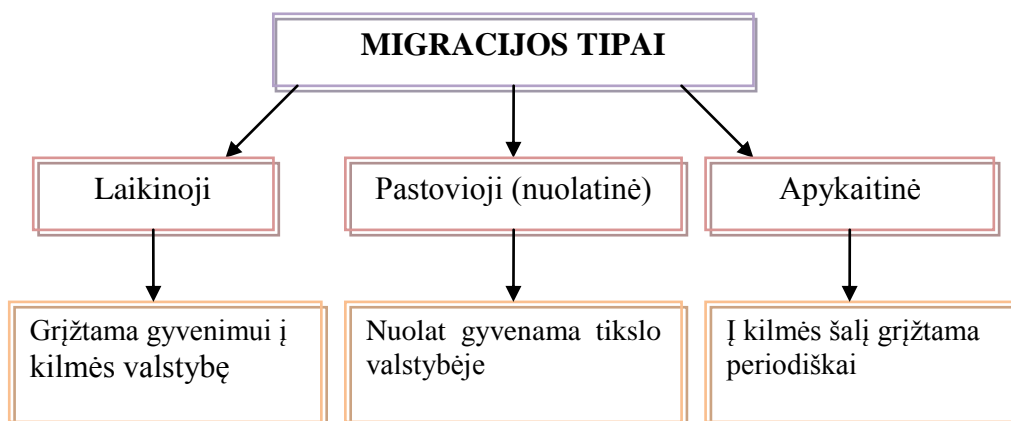 MIGRACIJOS TIPAI
Laikinoji
Pastovioji (nuolatinė)
Apykaitinė
Grįžtama gyvenimui į
kilmės valstybę
Nuolat gyvenama tikslo
valstybėje
Į kilmės šalį grįžtama
periodiškai